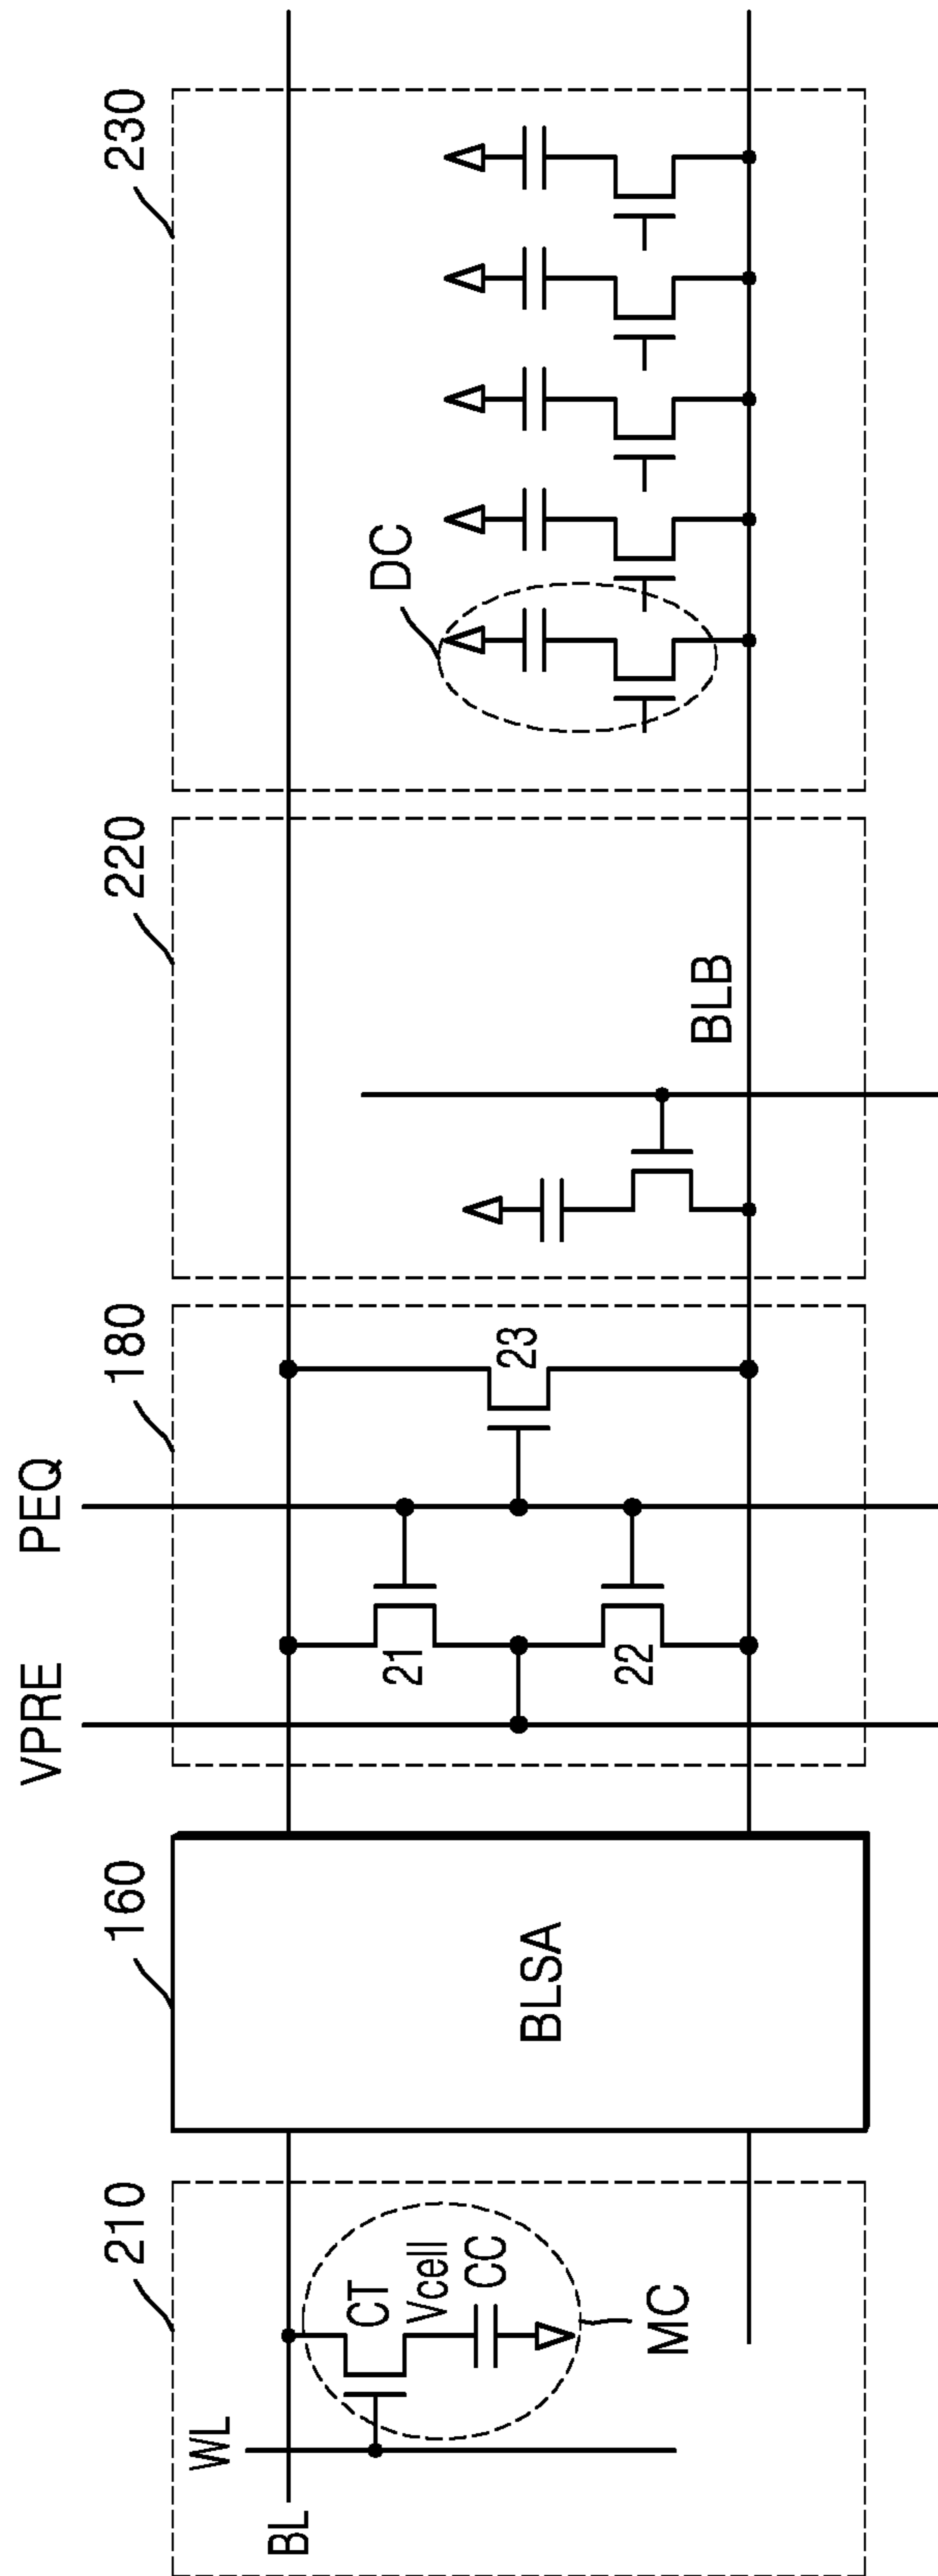 210
160
180
220
230
VPRE
PEQ
WL
BL
CT
Vcell
CC
MC
BLSA
21
22
23
BLB
DC